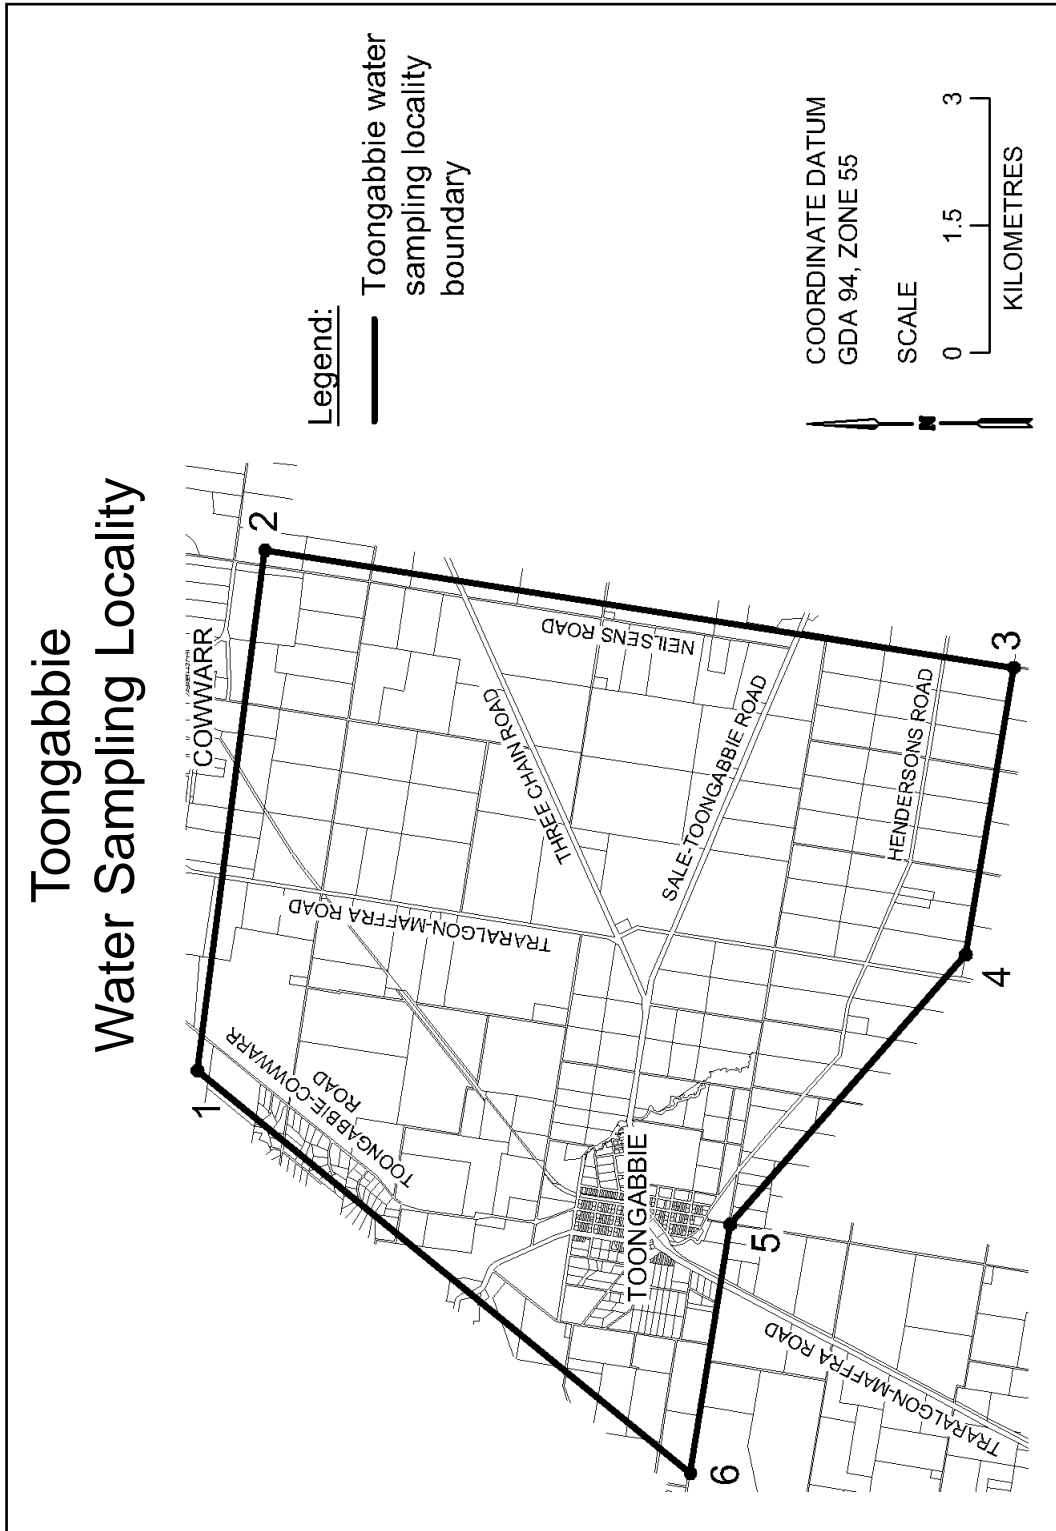 Toongabbie
Water Sampling Locality
Legend:
Toongabbie water
sampling locality
boundary
COORDINATE DATUM
GDA 94, ZONE 55
SCALE
0 1.5 3
KILOMETRES
N
1
2
3
4
5
6
COWWARR
TOONGABBIE-COWWARR
ROAD
TRARALGON-MAFFRA ROAD
THREE CHAIN ROAD
NEILSENS ROAD
SALE-TOONGABBIE ROAD
HENDERSONS ROAD
TOONGABBIE
TRARALGON-MAFFRA ROAD